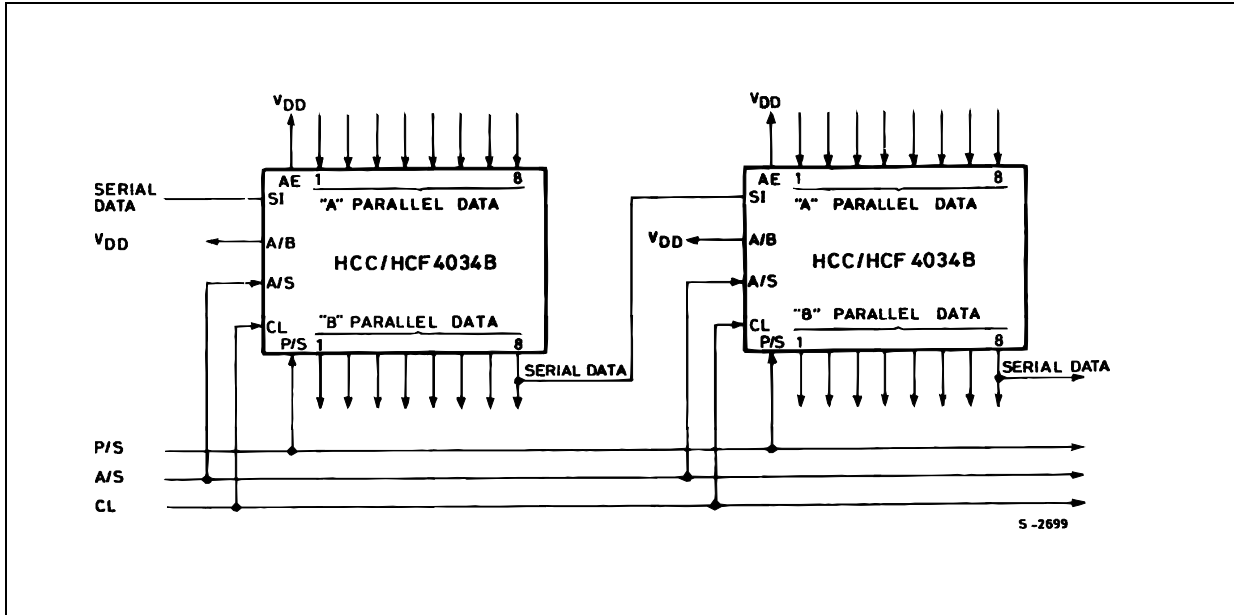 VDD
AE 1 8
SERIAL DATA
SI
"A" PARALLEL DATA
VDD
A/B
HCC/HCF 4034B
A/S
"B" PARALLEL DATA
CL
P/S 1 8
SERIAL DATA
VDD
AE 1 8
SI
"A" PARALLEL DATA
VDD
A/B
HCC/HCF 4034B
A/S
"B" PARALLEL DATA
CL
P/S 1 8
SERIAL DATA
P/S
A/S
CL
S-2699